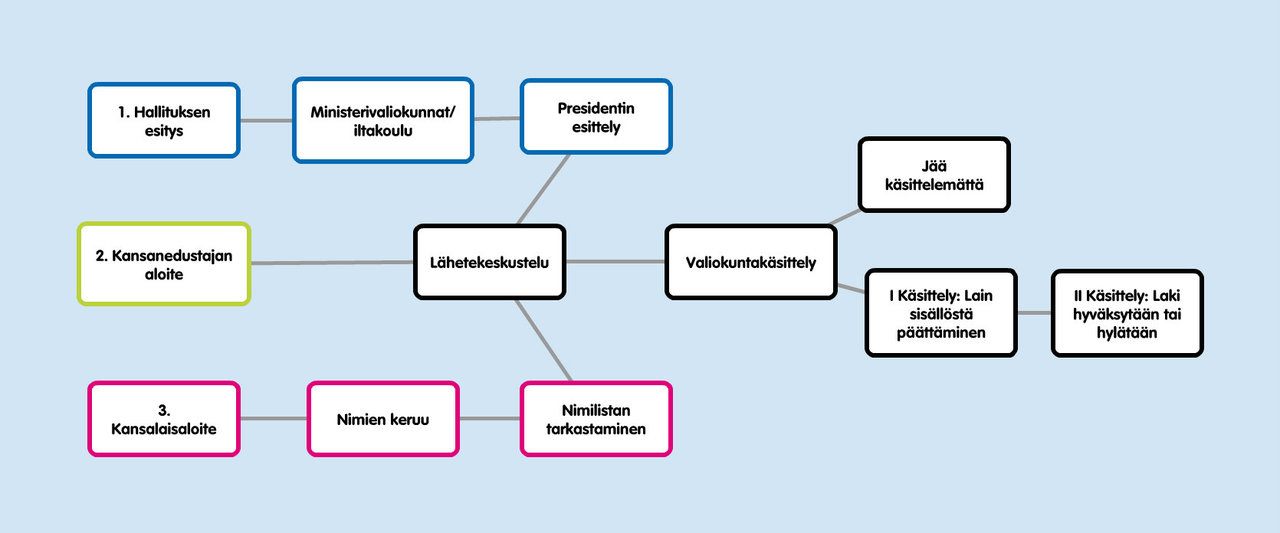 1. Hallituksen
esitys
Ministerivaliokunnat/
iltakoulu
Presidentin
esittely
2. Kansanedustajan
aloite
Lähetekeskustelu
Valiokuntakäsittely
Jää
käsittelemättä
I Käsittely: Lain
sisällöstä
päättäminen
II Käsittely: Laki
hyväksytään tai
hylätään
3.
Kansalaisaloite
Nimien keruu
Nimilistan
tarkastaminen